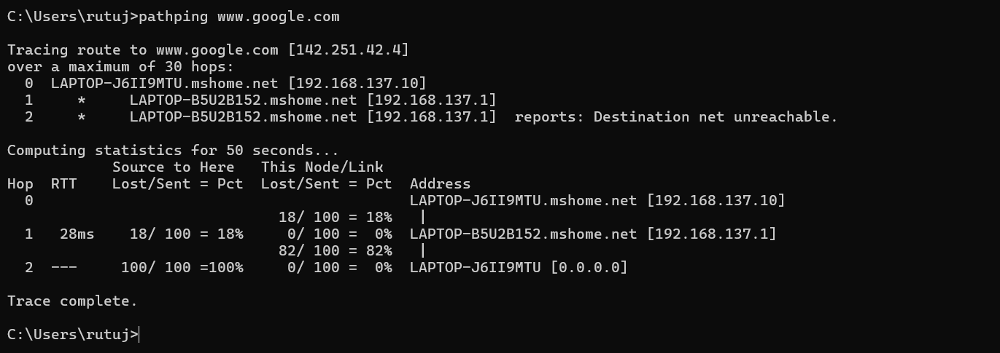 C:\Users\rutuj>pathping www.google.com
Tracing route to www.google.com [142.251.42.4]
over a maximum of 30 hops:
  0  LAPTOP-J6II9MTU.mshome.net [192.168.137.10]
  1     *     LAPTOP-B5U2B152.mshome.net [192.168.137.1]
  2     *     LAPTOP-B5U2B152.mshome.net [192.168.137.1]  reports: Destination net unreachable.
Computing statistics for 50 seconds...
            Source to Here   This Node/Link
Hop  RTT    Lost/Sent = Pct  Lost/Sent = Pct  Address
  0                                           LAPTOP-J6II9MTU.mshome.net [192.168.137.10]
                               18/ 100 = 18%   |
  1   28ms    18/ 100 = 18%     0/ 100 =  0%  LAPTOP-B5U2B152.mshome.net [192.168.137.1]
                               82/ 100 = 82%   |
  2  ---     100/ 100 =100%     0/ 100 =  0%  LAPTOP-J6II9MTU [0.0.0.0]
Trace complete.
C:\Users\rutuj>